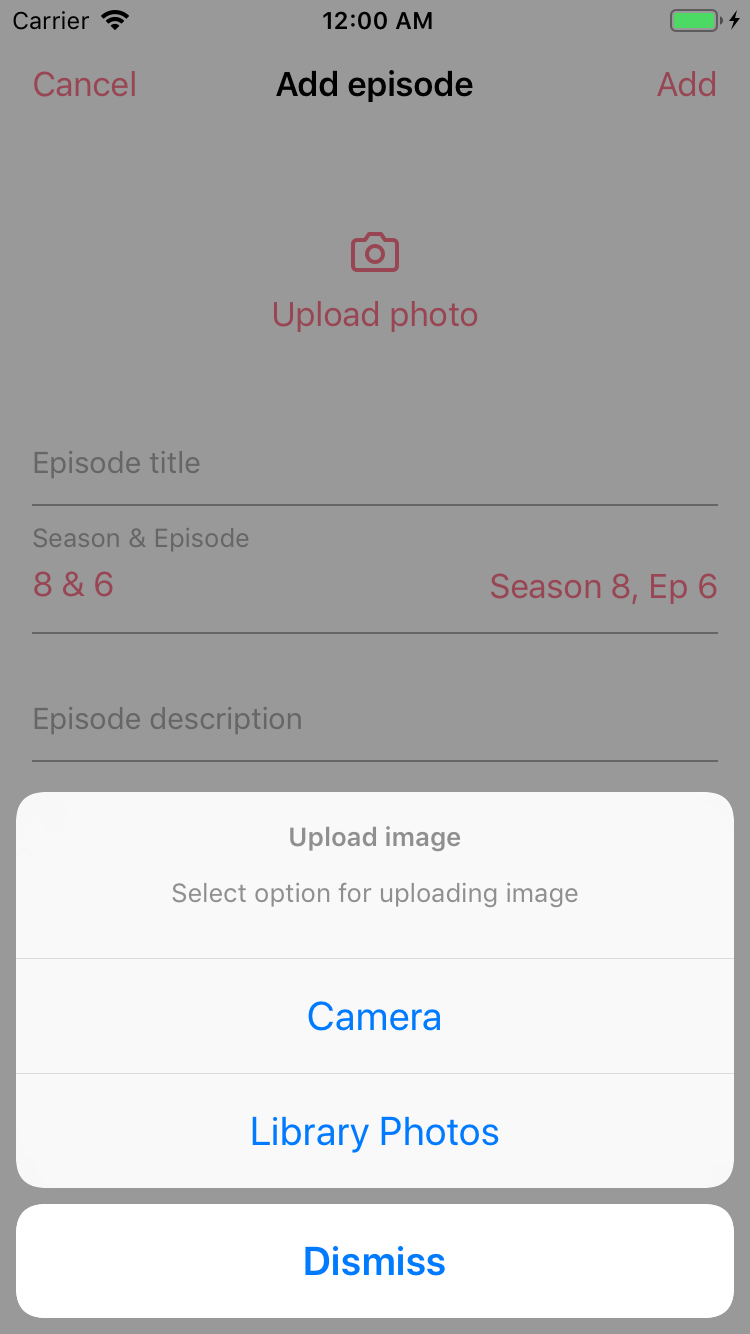 Carrier 12:00 AM
Cancel Add episode Add
Upload photo
Episode title
Season & Episode
8 & 6 Season 8, Ep 6
Episode description
Upload image
Select option for uploading image
Camera
Library Photos
Dismiss